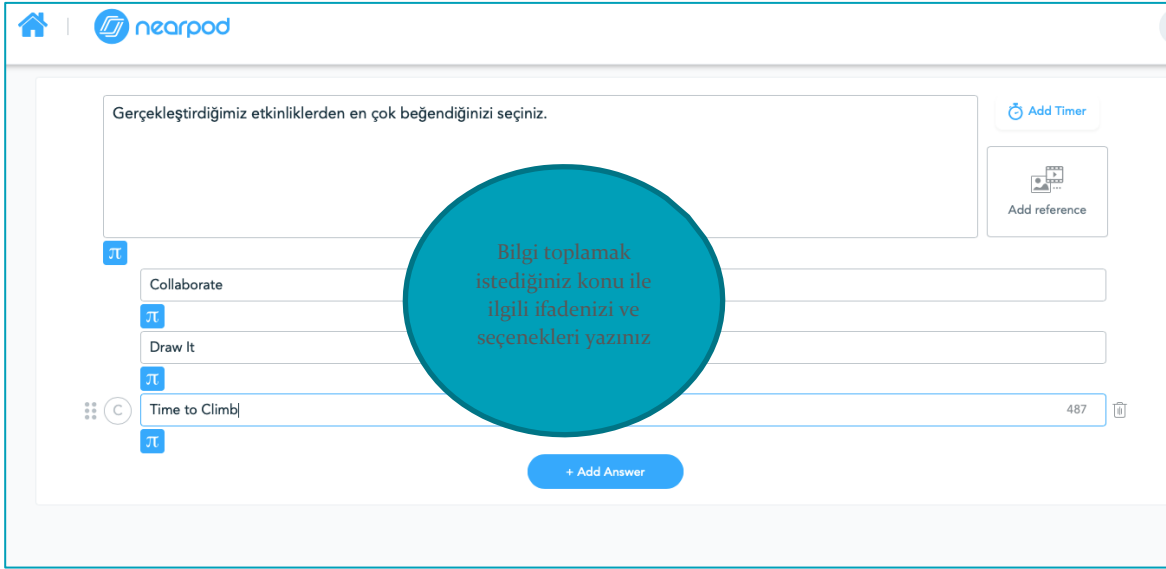 nearpod
Gerçekleştirdiğimiz etkinliklerden en çok beğendiğinizi seçiniz.
Add Timer
Add reference
π
Bilgi toplamak
istediğiniz konu ile
ilgili ifadenizi ve
seçenekleri yazınız
Collaborate
π
Draw It
π
C
Time to Climb
487
π
+ Add Answer